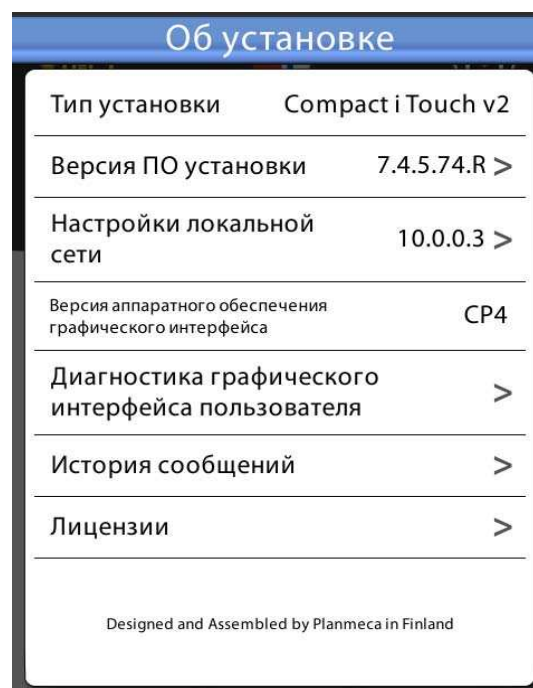 Об установке
Тип установки Compact i Touch v2
Версия ПО установки 7.4.5.74.R >
Настройки локальной
сети 10.0.0.3 >
Версия аппаратного обеспечения
графического интерфейса CP4
Диагностика графического
интерфейса пользователя >
История сообщений >
Лицензии >
Designed and Assembled by Planmeca in Finland